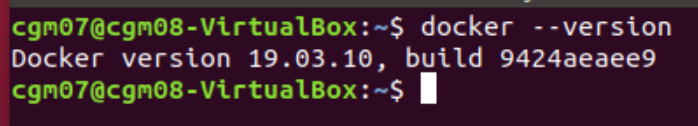 cgm07@cgm08-VirtualBox:~$ docker --version
Docker version 19.03.10, build 9424aeaee9
cgm07@cgm08-VirtualBox:~$